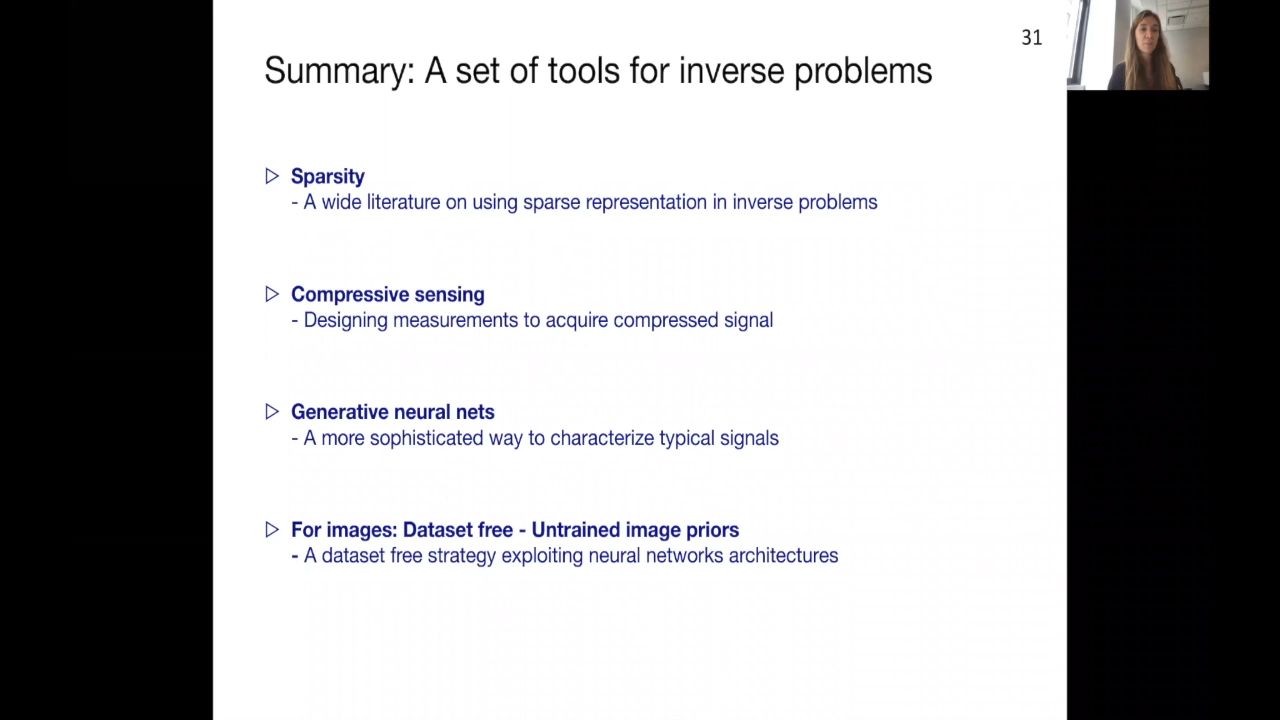 31
Summary: A set of tools for inverse problems
Sparsity
- A wide literature on using sparse representation in inverse problems
Compressive sensing
- Designing measurements to acquire compressed signal
Generative neural nets
- A more sophisticated way to characterize typical signals
For images: Dataset free - Untrained image priors
- A dataset free strategy exploiting neural networks architectures